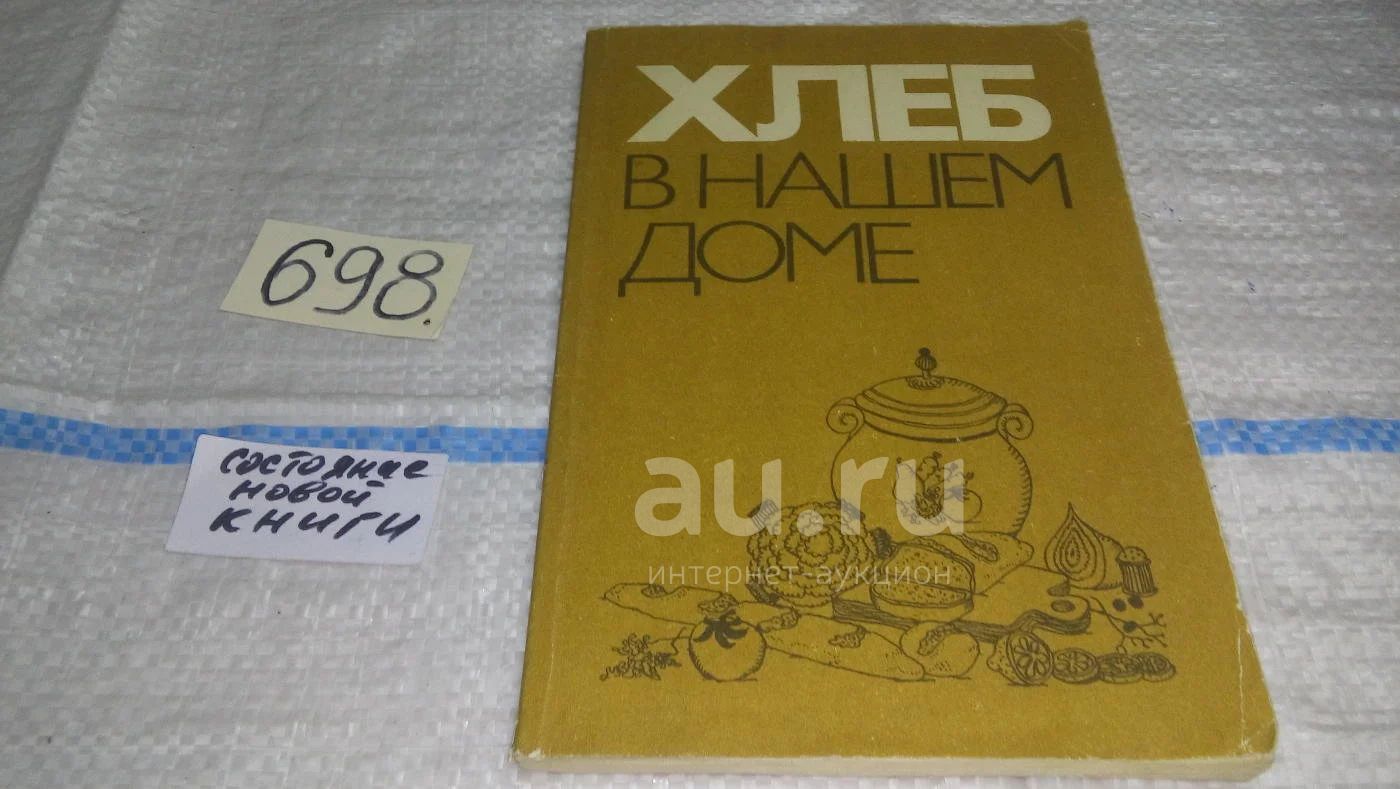 ХЛЕБ
В НАШЕМ
ДОМЕ
698.
состояние
новой
книги
au.ru
интернет-аукцион